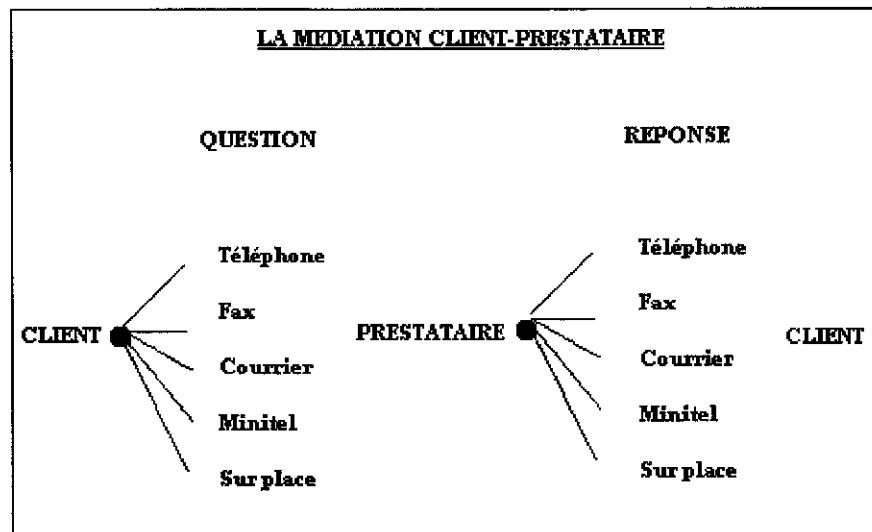 LA MEDIATION CLIENT-PRESTATAIRE
QUESTION
REPONSE
CLIENT
Téléphone
Fax
Courrier
Minitel
Sur place
PRESTATAIRE
Téléphone
Fax
Courrier
Minitel
Sur place
CLIENT